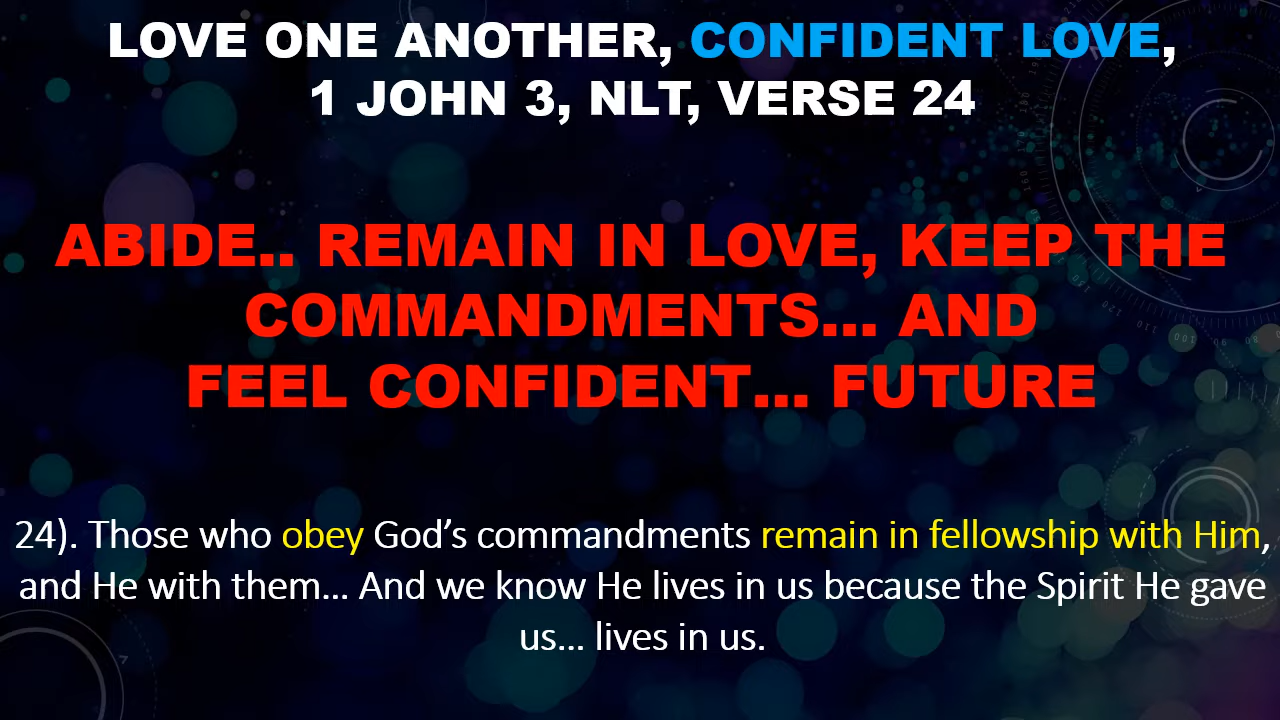 LOVE ONE ANOTHER, CONFIDENT LOVE,
1 JOHN 3, NLT, VERSE 24
ABIDE.. REMAIN IN LOVE, KEEP THE
COMMANDMENTS... AND
FEEL CONFIDENT... FUTURE
24). Those who obey God’s commandments remain in fellowship with Him,
and He with them... And we know He lives in us because the Spirit He gave
us... lives in us.